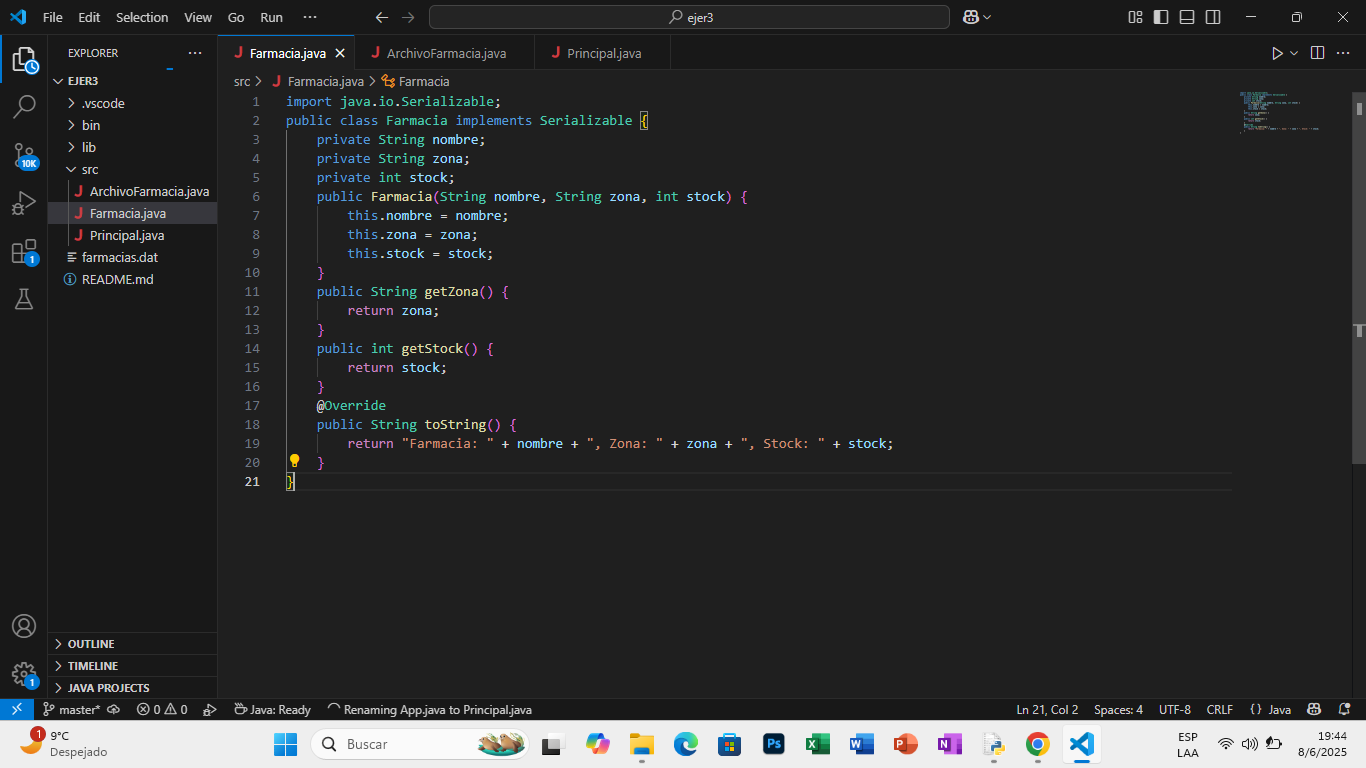 File Edit Selection View Go Run ··· ejer3
EXPLORER ···
EJER3
.vscode
bin
lib
src
ArchivoFarmacia.java
Farmacia.java
Principal.java
farmacias.dat
README.md
OUTLINE
TIMELINE
JAVA PROJECTS
10K
1
1
Farmacia.java ArchivoFarmacia.java Principal.java
src > Farmacia.java > Farmacia
1 import java.io.Serializable;
2 public class Farmacia implements Serializable {
3 private String nombre;
4 private String zona;
5 private int stock;
6 public Farmacia(String nombre, String zona, int stock) {
7 this.nombre = nombre;
8 this.zona = zona;
9 this.stock = stock;
10 }
11 public String getZona() {
12 return zona;
13 }
14 public int getStock() {
15 return stock;
16 }
17 @Override
18 public String toString() {
19 return "Farmacia: " + nombre + ", Zona: " + zona + ", Stock: " + stock;
20 }
21 }
master* 0 0 Java: Ready Renaming App.java to Principal.java Ln 21, Col 2 Spaces: 4 UTF-8 CRLF {} Java
1
9°C
Despejado
Buscar
Ps
ESP
LAA
19:44
8/6/2025